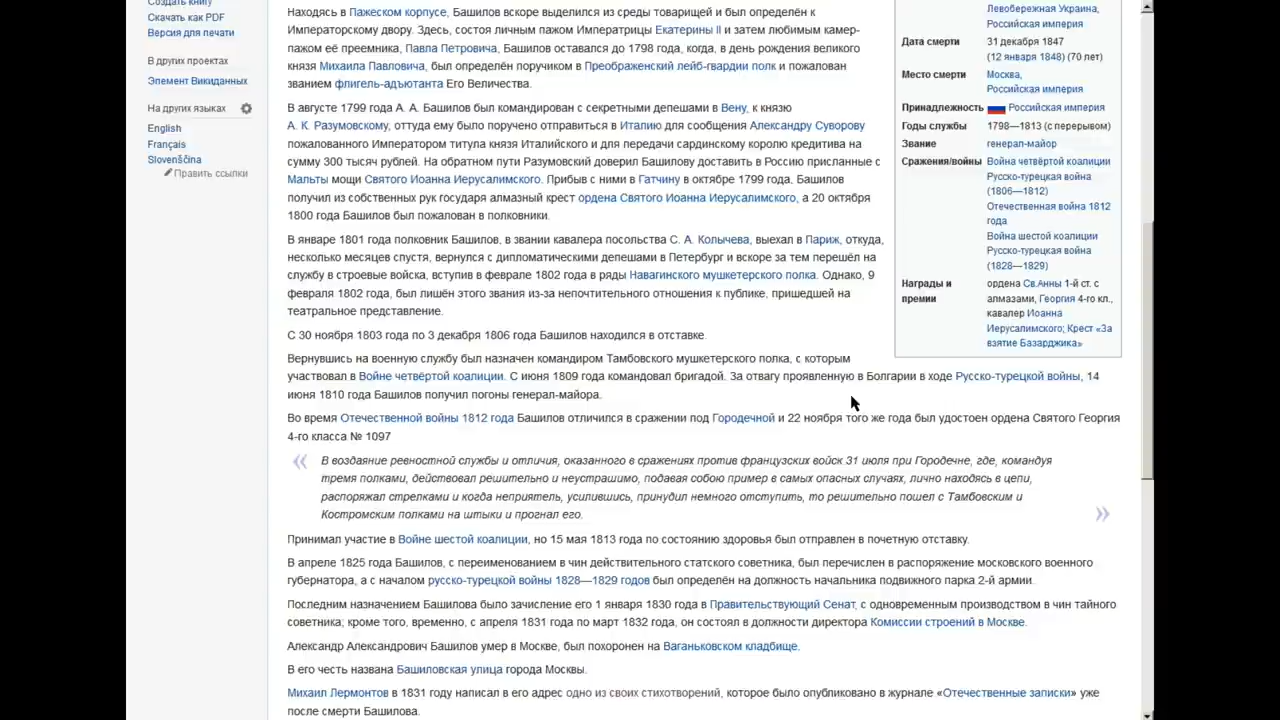 Создать книгу
Скачать как PDF
Версия для печати
В других проектах
Элемент Викиданных
На других языках
English
Français
Slovenščina
Править ссылки
Находясь в Пажеском корпусе, Башилов вскоре выделился из среды товарищей и был определён к
Императорскому двору. Здесь, состоя личным пажом Императрицы Екатерины II и затем любимым камер-
пажом её преемника, Павла Петровича, Башилов оставался до 1798 года, когда, в день рождения великого
князя Михаила Павловича, был определён поручиком в Преображенский лейб-гвардии полк и пожалован
званием флигель-адъютанта Его Величества.
В августе 1799 года А. А. Башилов был командирован с секретными депешами в Вену, к князю
А. К. Разумовскому, оттуда ему было поручено отправиться в Италию для сообщения Александру Суворову
пожалованного Императором титула князя Италийского и для передачи сардинскому королю кредитива на
сумму 300 тысяч рублей. На обратном пути Разумовский доверил Башилову доставить в Россию присланные с
Мальты мощи Святого Иоанна Иерусалимского. Прибыв с ними в Гатчину в октябре 1799 года, Башилов
получил из собственных рук государя алмазный крест ордена Святого Иоанна Иерусалимского, а 20 октября
1800 года Башилов был пожалован в полковники.
В январе 1801 года полковник Башилов, в звании кавалера посольства С. А. Колычева, выехал в Париж, откуда,
несколько месяцев спустя, вернулся с дипломатическими депешами в Петербург и вскоре за тем перешёл на
службу в строевые войска, вступив в феврале 1802 года в ряды Навагинского мушкетерского полка. Однако, 9
февраля 1802 года, был лишён этого звания из-за непочтительного отношения к публике, пришедшей на
театральное представление.
С 30 ноября 1803 года по 3 декабря 1806 года Башилов находился в отставке.
Вернувшись на военную службу был назначен командиром Тамбовского мушкетерского полка, с которым
участвовал в Войне четвёртой коалиции. С июня 1809 года командовал бригадой. За отвагу проявленную в Болгарии в ходе Русско-турецкой войны, 14
июня 1810 года Башилов получил погоны генерал-майора.
Во время Отечественной войны 1812 года Башилов отличился в сражении под Городечной и 22 ноября того же года был удостоен ордена Святого Георгия
4-го класса № 1097
« В воздаяние ревностной службы и отличия, оказанного в сражениях против французских войск 31 июля при Городечне, где, командуя
тремя полками, действовал решительно и неустрашимо, подавая собою пример в самых опасных случаях, лично находясь в цепи,
распоряжал стрелками и когда неприятель, усилившись, принудил немного отступить, то решительно пошел с Тамбовским и
Костромским полками на штыки и прогнал его. »
Принимал участие в Войне шестой коалиции, но 15 мая 1813 года по состоянию здоровья был отправлен в почетную отставку.
В апреле 1825 года Башилов, с переименованием в чин действительного статского советника, был перечислен в распоряжение московского военного
губернатора, а с началом русско-турецкой войны 1828—1829 годов был определён на должность начальника подвижного парка 2-й армии.
Последним назначением Башилова было зачисление его 1 января 1830 года в Правительствующий Сенат, с одновременным производством в чин тайного
советника; кроме того, временно, с апреля 1831 года по март 1832 года, он состоял в должности директора Комиссии строений в Москве.
Александр Александрович Башилов умер в Москве, был похоронен на Ваганьковском кладбище.
В его честь названа Башиловская улица города Москвы.
Михаил Лермонтов в 1831 году написал в его адрес одно из своих стихотворений, которое было опубликовано в журнале «Отечественные записки» уже
после смерти Башилова.
Левобережная Украина,
Российская империя
Дата смерти 31 декабря 1847
(12 января 1848) (70 лет)
Место смерти Москва,
Российская империя
Принадлежность Российская империя
Годы службы 1798—1813 (с перерывом)
Звание генерал-майор
Сражения/войны Война четвёртой коалиции
Русско-турецкая война
(1806—1812)
Отечественная война 1812
года
Война шестой коалиции
Русско-турецкая война
(1828—1829)
Награды и ордена Св.Анны 1-й ст. с
премии алмазами, Георгия 4-го кл.,
кавалер Иоанна
Иерусалимского; Крест «За
взятие Базарджика»